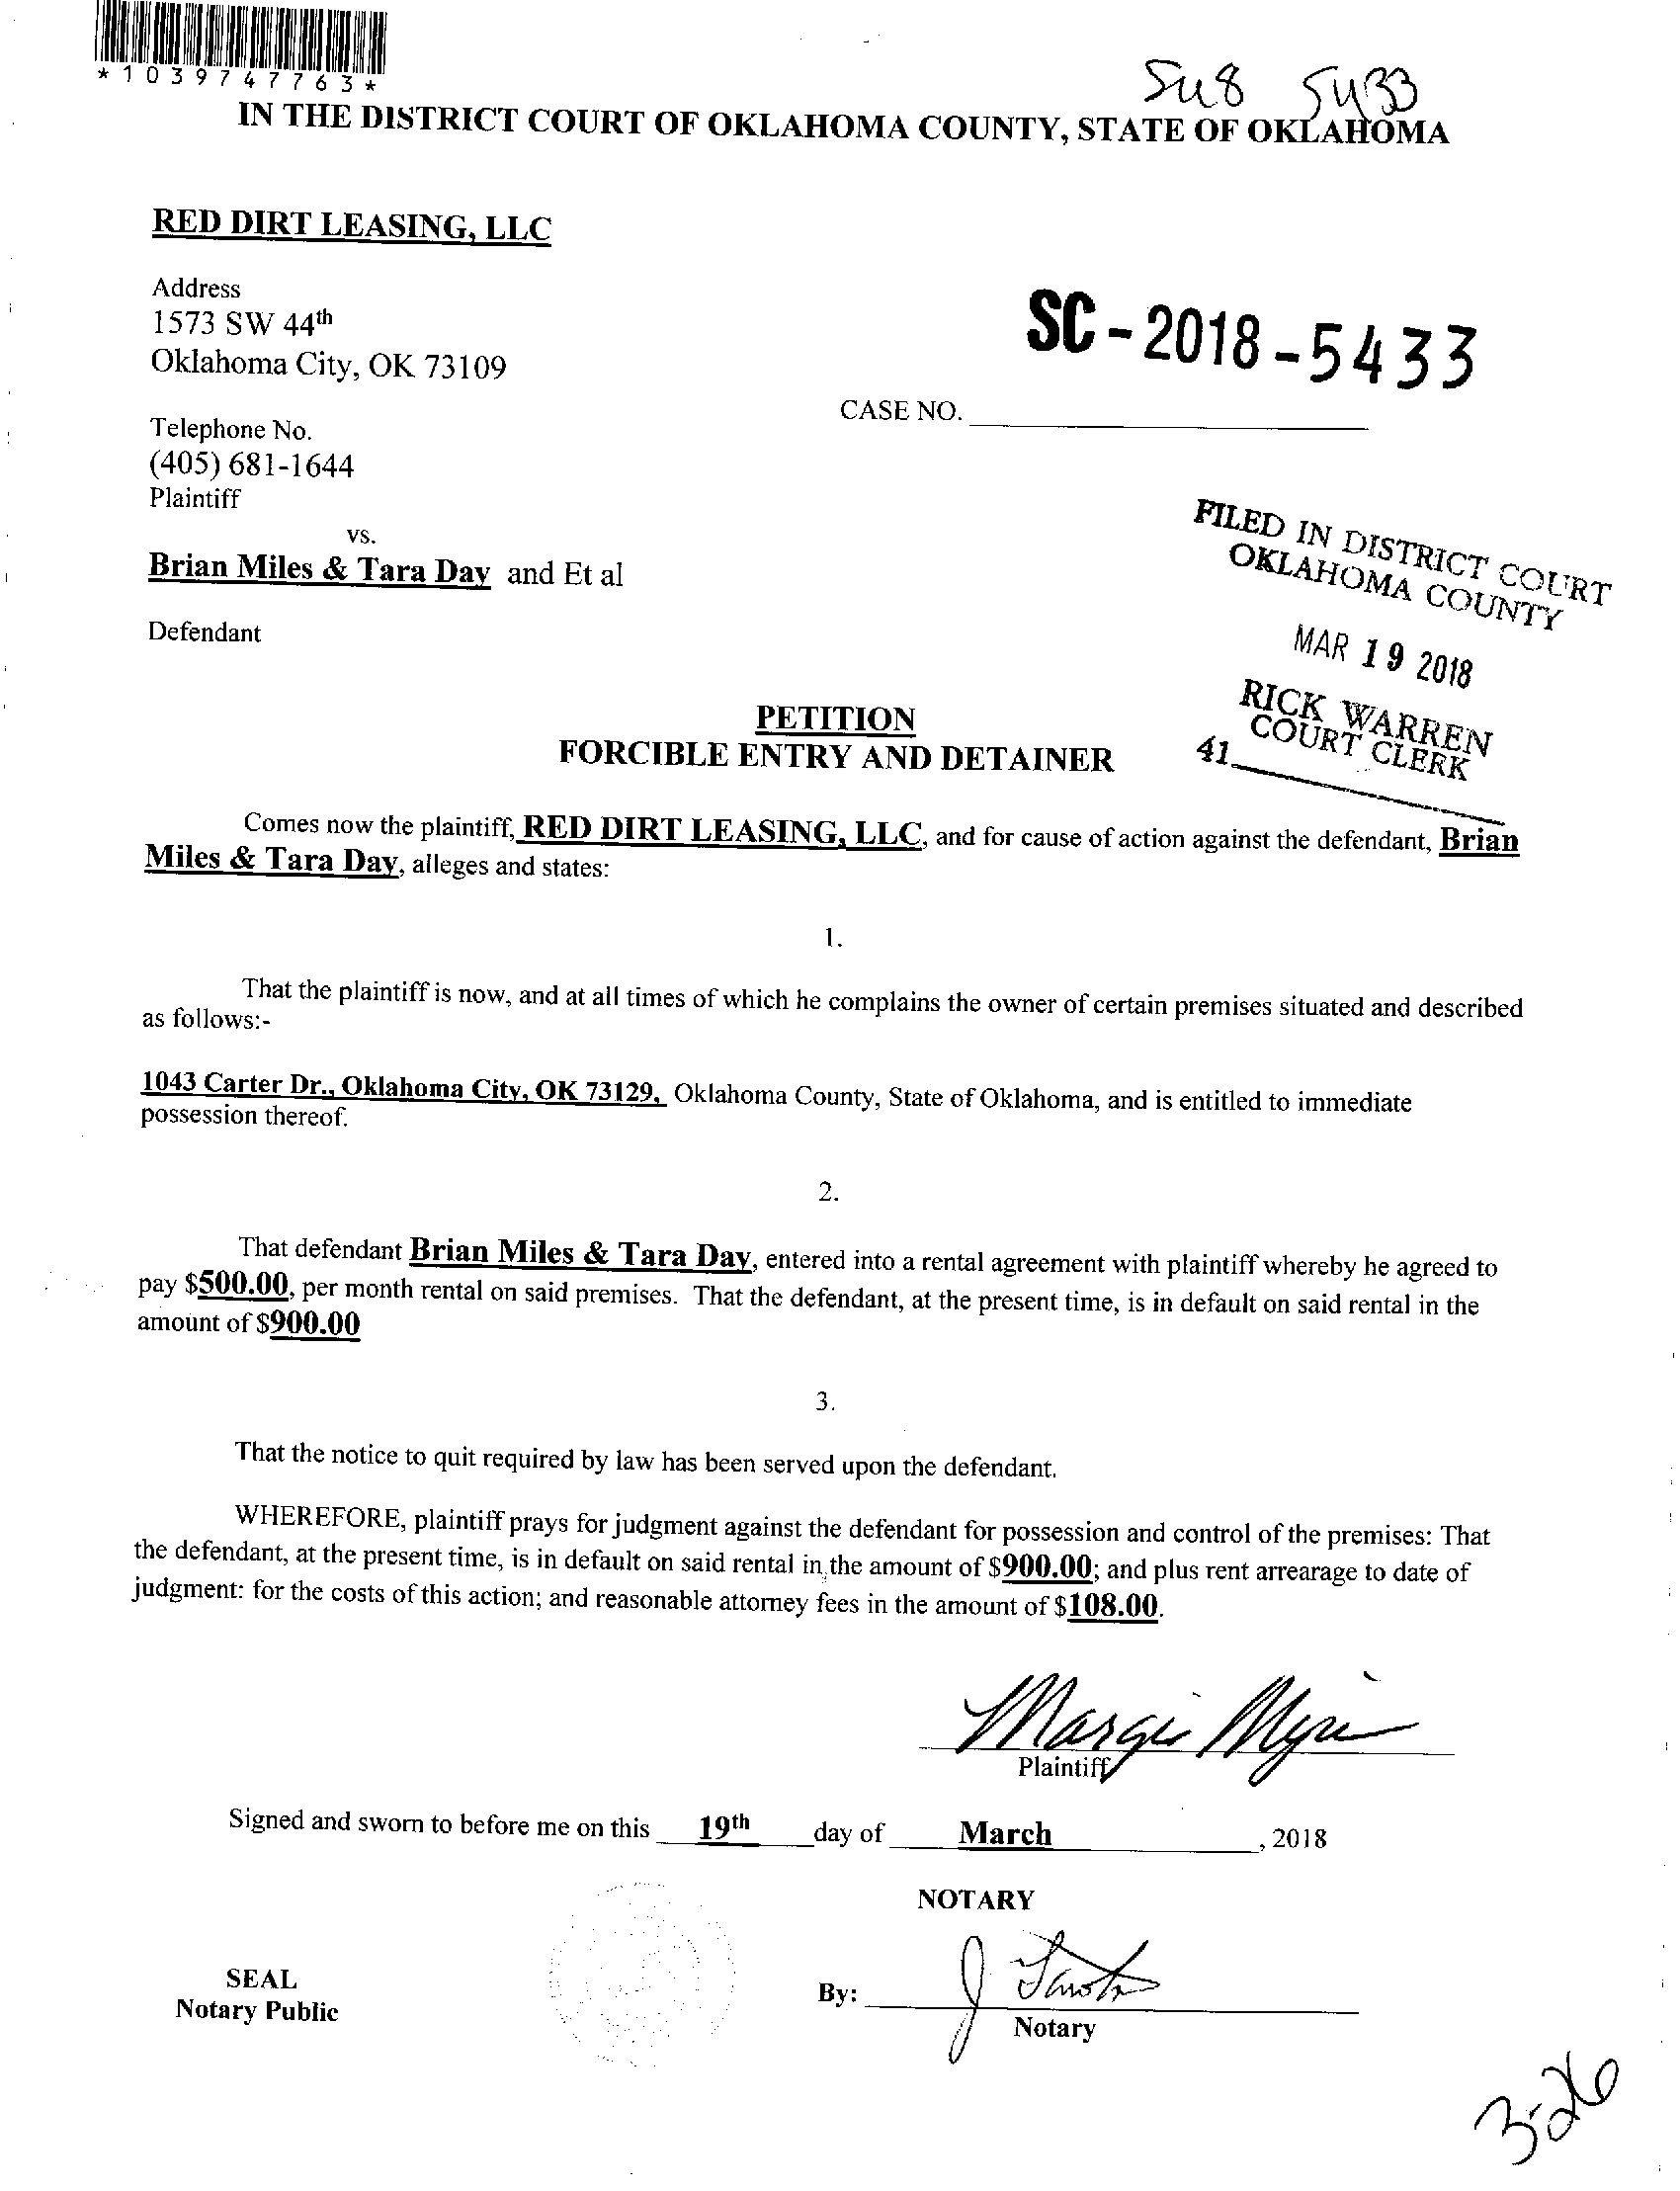 *1039747763*
5433
IN THE DISTRICT COURT OF OKLAHOMA COUNTY, STATE OF OKLAHOMA
RED DIRT LEASING, LLC
Address
1573 SW 44th
Oklahoma City, OK 73109
SC-2018-5433
CASE NO.
Telephone No.
(405) 681-1644
Plaintiff
vs.
Brian Miles & Tara Day and Et al
Defendant
FILED IN DISTRICT COURT
OKLAHOMA COUNTY
MAR 19 2018
RICK WARREN
COURT CLERK
41
PETITION
FORCIBLE ENTRY AND DETAINER
Comes now the plaintiff, RED DIRT LEASING, LLC, and for cause of action against the defendant, Brian
Miles & Tara Day, alleges and states:
1.
That the plaintiff is now, and at all times of which he complains the owner of certain premises situated and described
as follows:-
1043 Carter Dr., Oklahoma City, OK 73129, Oklahoma County, State of Oklahoma, and is entitled to immediate
possession thereof.
2.
That defendant Brian Miles & Tara Day, entered into a rental agreement with plaintiff whereby he agreed to
pay $500.00, per month rental on said premises. That the defendant, at the present time, is in default on said rental in the
amount of $900.00
3.
That the notice to quit required by law has been served upon the defendant.
WHEREFORE, plaintiff prays for judgment against the defendant for possession and control of the premises: That
the defendant, at the present time, is in default on said rental in the amount of $900.00; and plus rent arrearage to date of
judgment: for the costs of this action; and reasonable attorney fees in the amount of $108.00.
Margie
Plaintiff
Signed and sworn to before me on this 19th day of March, 2018
NOTARY
SEAL
Notary Public
By: J
Notary
3-26